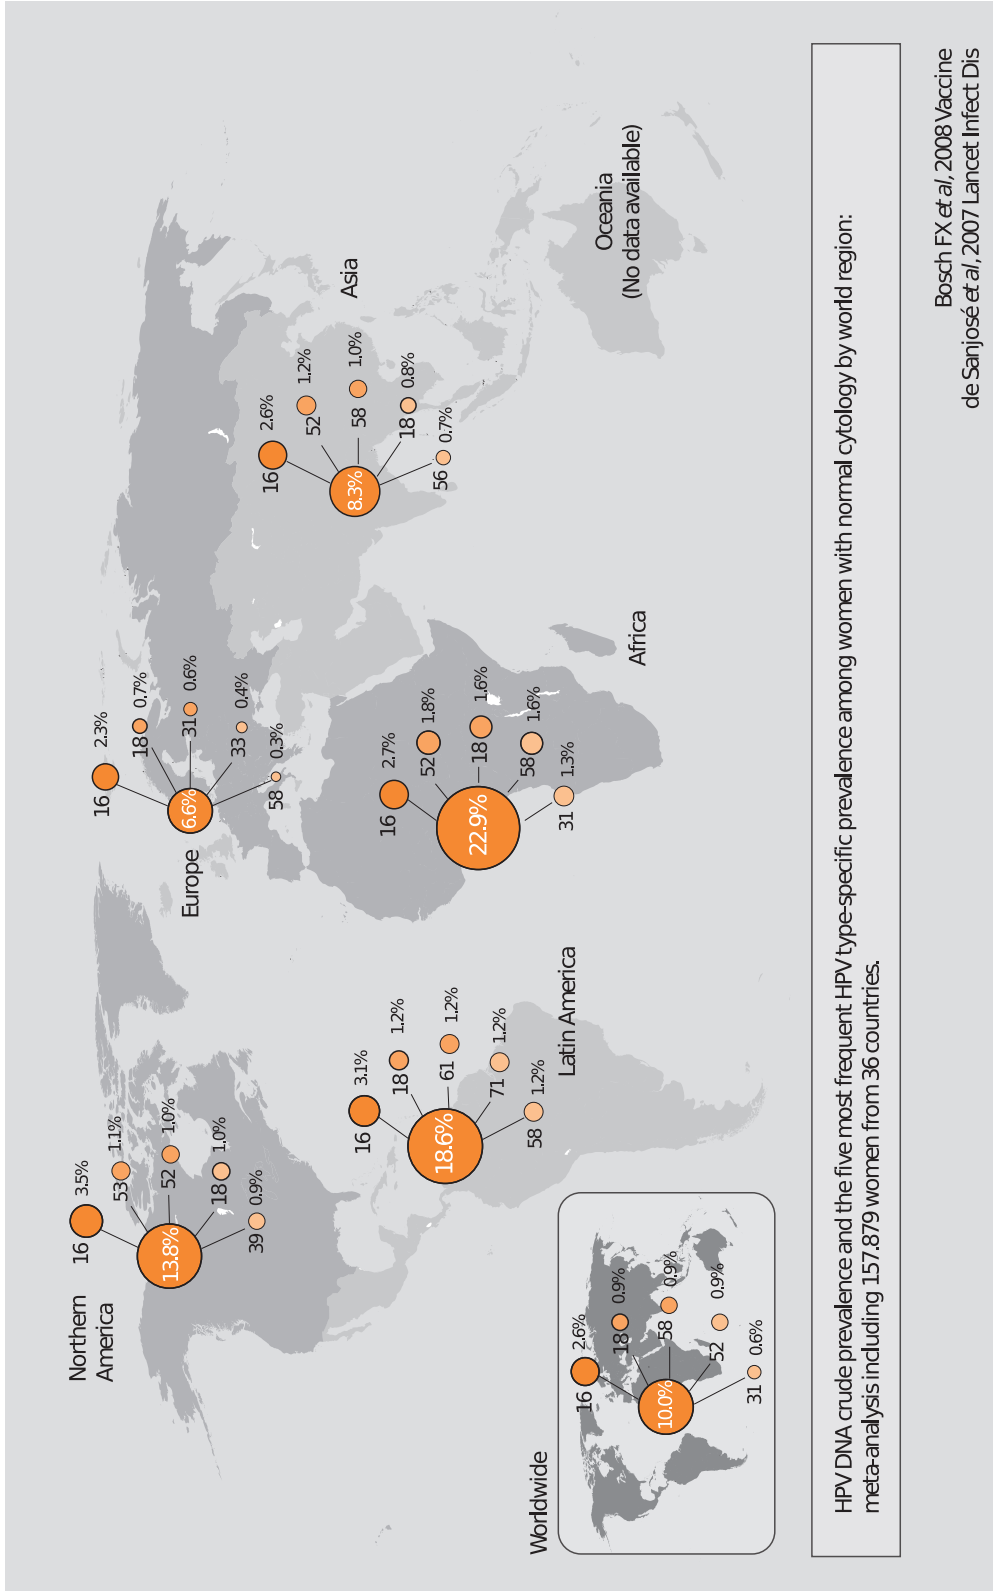 Northern
America
16 3.5%
53 1.1%
52 1.0%
18 1.0%
39 0.9%
13.8%
Europe
16 2.3%
18 0.7%
31 0.6%
33 0.4%
58 0.3%
6.6%
Asia
16 2.6%
52 1.2%
58 1.0%
18 0.8%
56 0.7%
8.3%
Latin America
16 3.1%
18 1.2%
61 1.2%
71 1.2%
58 1.2%
18.6%
Africa
16 2.7%
52 1.8%
18 1.6%
58 1.6%
31 1.3%
22.9%
Oceania
(No data available)
Worldwide
16 2.6%
18 0.9%
58 0.9%
52 0.9%
31 0.6%
10.0%
HPV DNA crude prevalence and the five most frequent HPV type-specific prevalence among women with normal cytology by world region:
meta-analysis including 157.879 women from 36 countries.
Bosch FX et al, 2008 Vaccine
de Sanjosé et al, 2007 Lancet Infect Dis